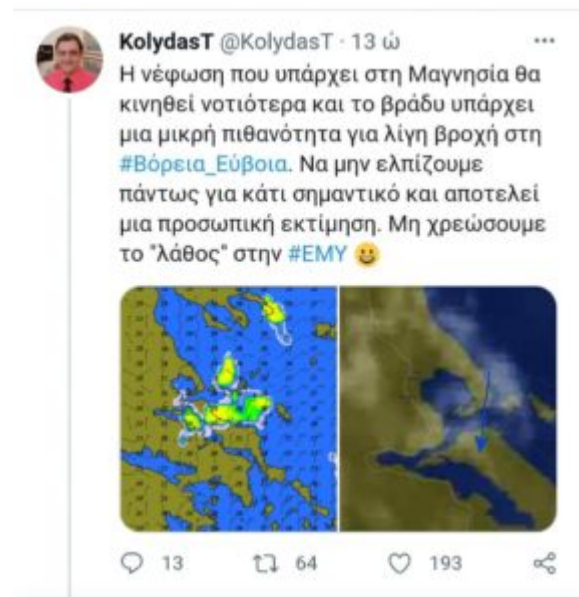 KolydasT @KolydasT · 13 ώ
Η νέφωση που υπάρχει στη Μαγνησία θα
κινηθεί νοτιότερα και το βράδυ υπάρχει
μια μικρή πιθανότητα για λίγη βροχή στη
#Βόρεια_Εύβοια. Να μην ελπίζουμε
πάντως για κάτι σημαντικό και αποτελεί
μια προσωπική εκτίμηση. Μη χρεώσουμε
το "λάθος" στην #ΕΜΥ 😀
13 64 193